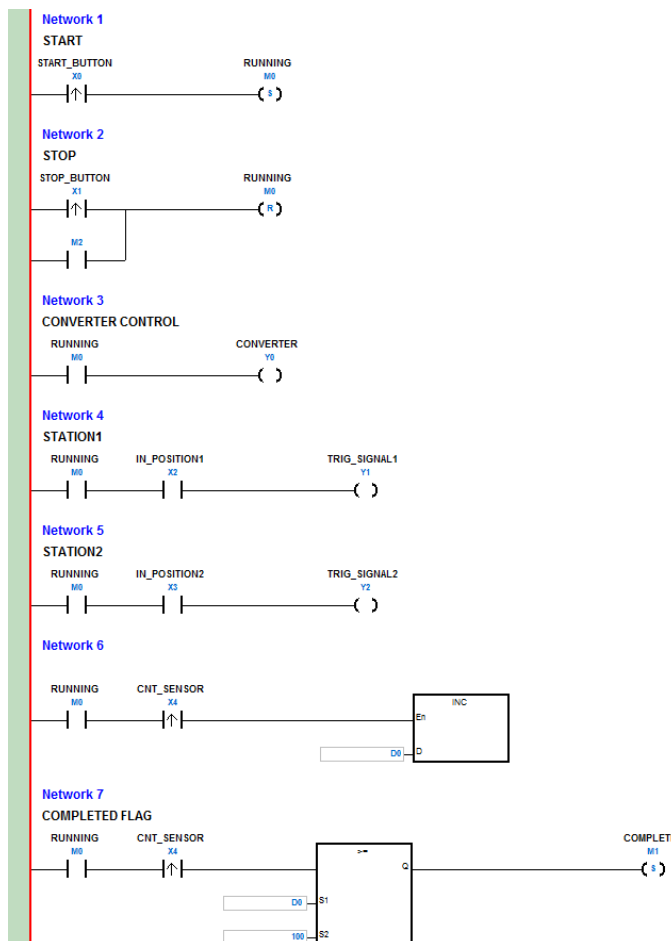 Network 1
START
START_BUTTON RUNNING
X0 M0
S
Network 2
STOP
STOP_BUTTON RUNNING
X1 M0
R
M2
Network 3
CONVERTER CONTROL
RUNNING CONVERTER
M0 Y0
Network 4
STATION1
RUNNING IN_POSITION1 TRIG_SIGNAL1
M0 X2 Y1
Network 5
STATION2
RUNNING IN_POSITION2 TRIG_SIGNAL2
M0 X3 Y2
Network 6
RUNNING CNT_SENSOR
M0 X4
INC
En
D0 D
Network 7
COMPLETED FLAG
RUNNING CNT_SENSOR COMPLET
M0 X4 M1
>=
Q S
D0 S1
100 S2